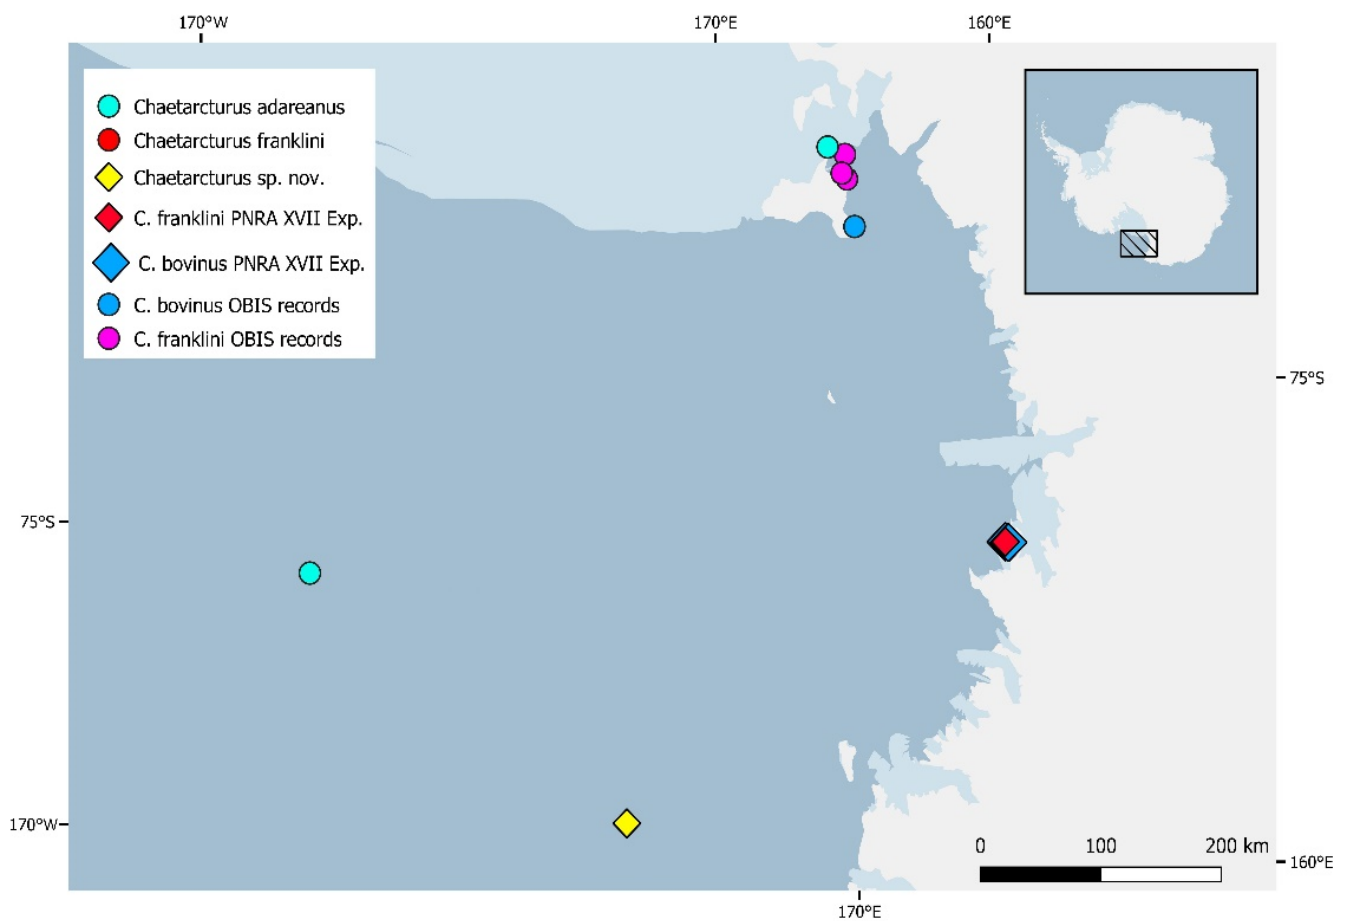 170°W 170°E 160°E
Chaetarcturus adareanus
Chaetarcturus franklini
Chaetarcturus sp. nov.
C. franklini PNRA XVII Exp.
C. bovinus PNRA XVII Exp.
C. bovinus OBIS records
C. franklini OBIS records
75°S
75°S
170°W
0 100 200 km
160°E
170°E